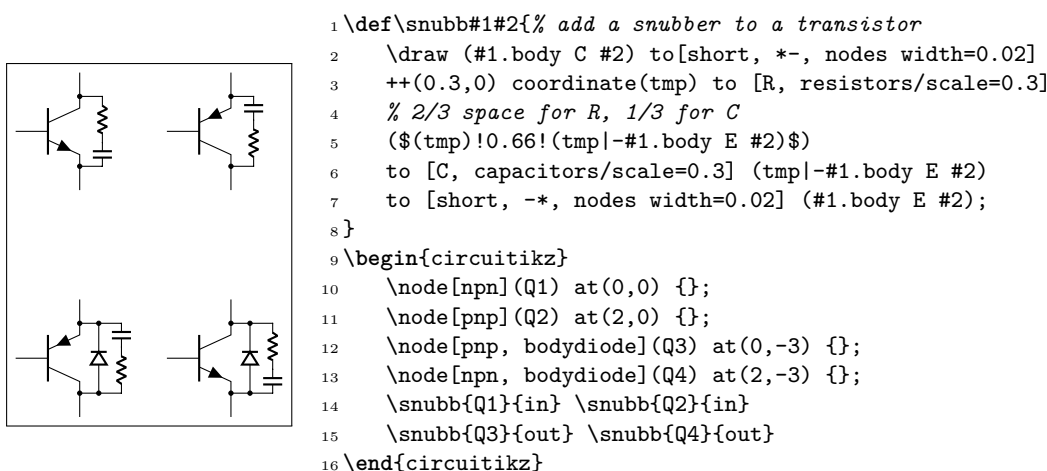 1 \def\snubb#1#2{% add a snubber to a transistor
2     \draw (#1.body C #2) to[short, *-, nodes width=0.02]
3     ++(0.3,0) coordinate(tmp) to [R, resistors/scale=0.3]
4     % 2/3 space for R, 1/3 for C
5     ($(tmp)!0.66!(tmp|-#1.body E #2)$)
6     to [C, capacitors/scale=0.3] (tmp|-#1.body E #2)
7     to [short, -*, nodes width=0.02] (#1.body E #2);
8 }
9 \begin{circuitikz}
10     \node[npn](Q1) at(0,0) {};
11     \node[pnp](Q2) at(2,0) {};
12     \node[pnp, bodydiode](Q3) at(0,-3) {};
13     \node[npn, bodydiode](Q4) at(2,-3) {};
14     \snubb{Q1}{in} \snubb{Q2}{in}
15     \snubb{Q3}{out} \snubb{Q4}{out}
16 \end{circuitikz}